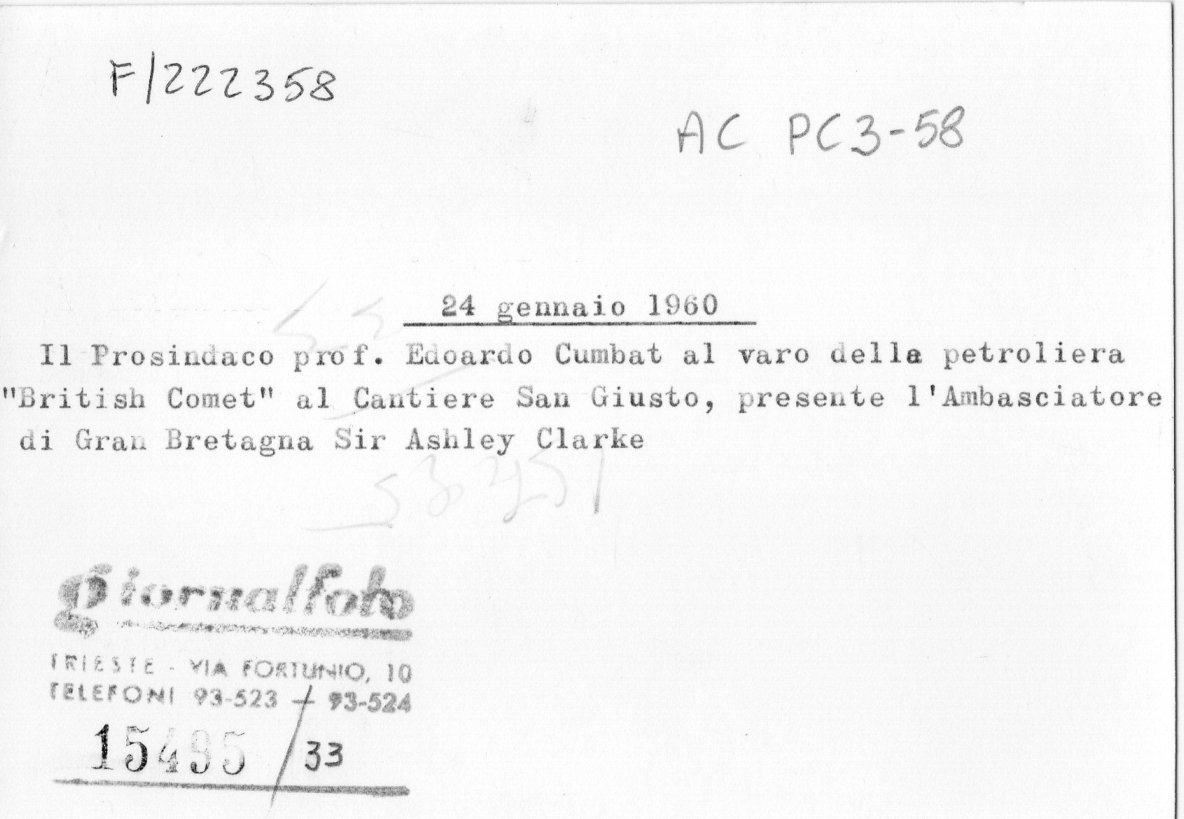 F/222358
AC PC3-58
24 gennaio 1960
Il Prosindaco prof. Edoardo Cumbat al varo della petroliera
"British Comet" al Cantiere San Giusto, presente l'Ambasciatore
di Gran Bretagna Sir Ashley Clarke
giornalfoto
TRIESTE - VIA FORTUNIO, 10
TELEFONI 93-523 - 93-524
15495/33